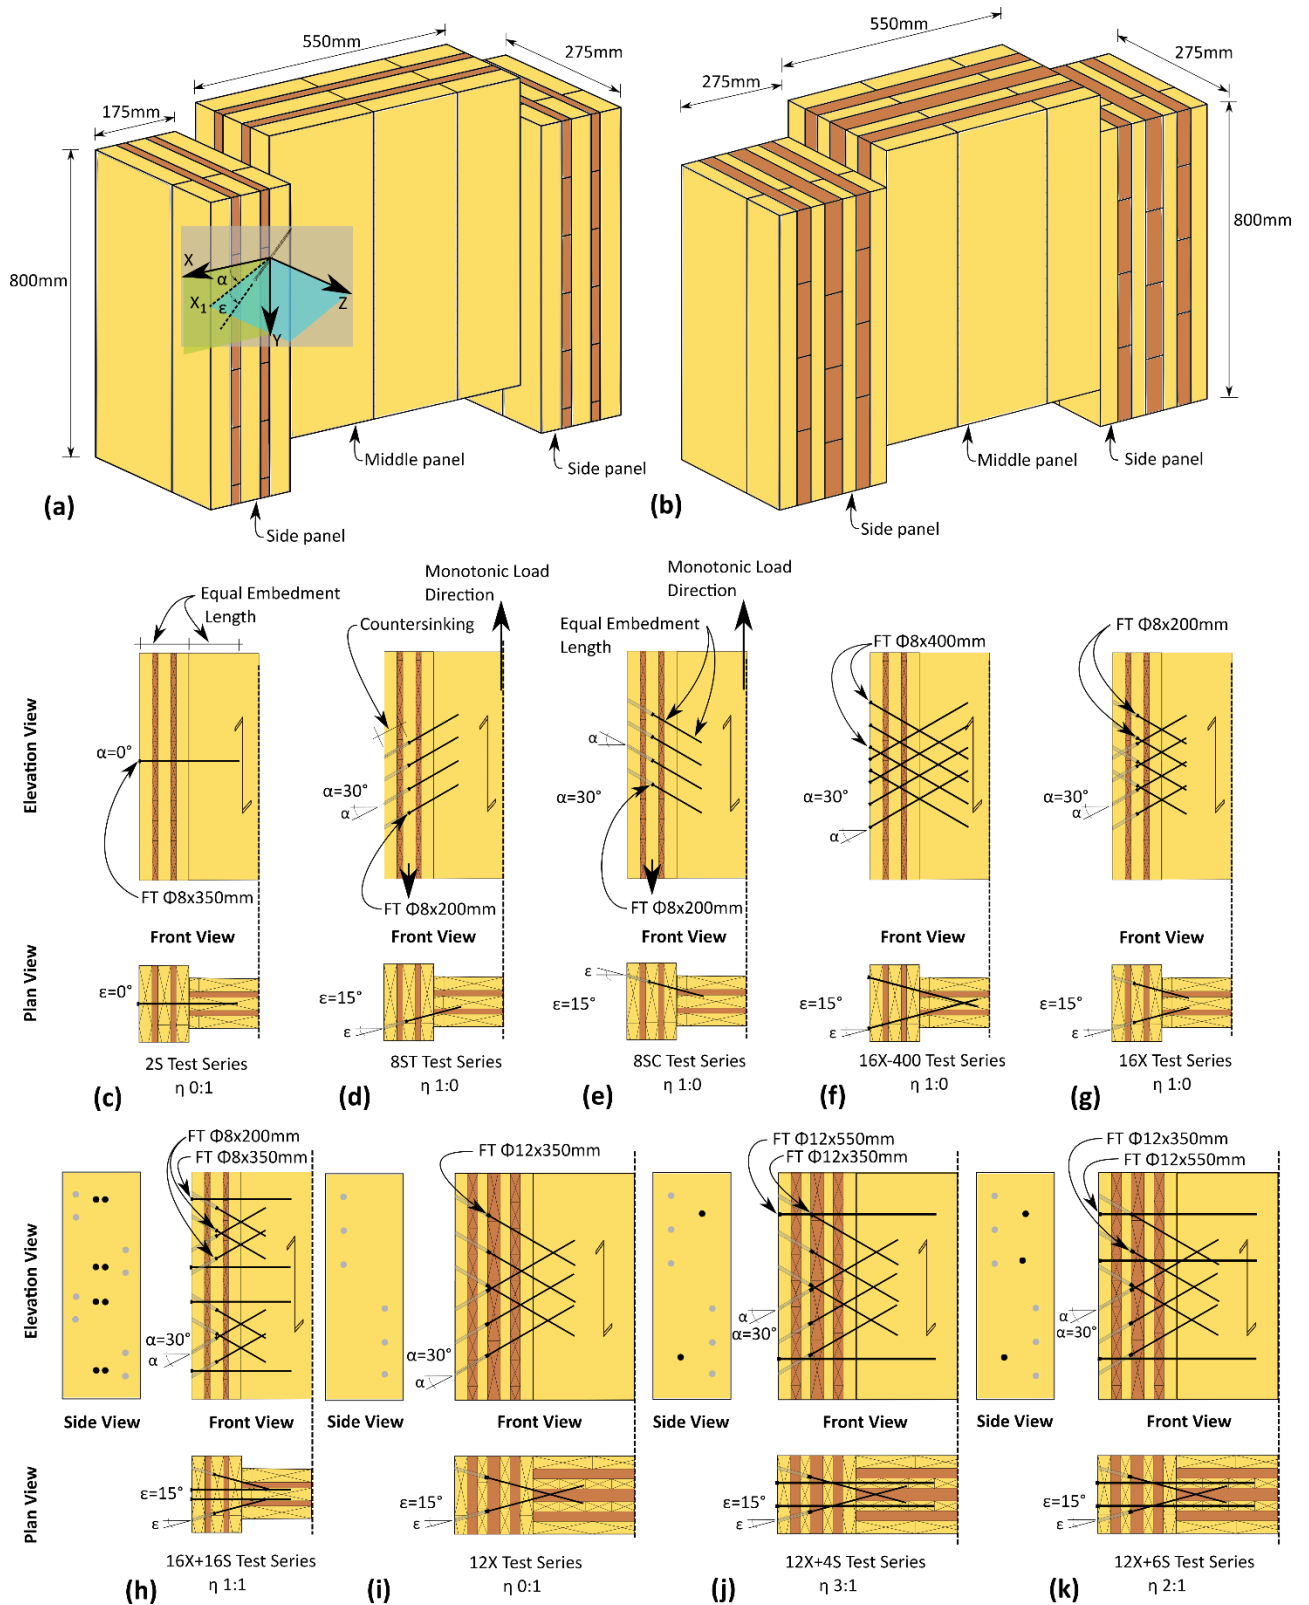 550mm
275mm
175mm
800mm
X
α
X1
ε
Z
Y
Middle panel
Side panel
Side panel
(a)
550mm
275mm
275mm
800mm
Middle panel
Side panel
Side panel
(b)
Elevation View
Plan View
Equal Embedment
Length
α=0°
FT Φ8x350mm
Front View
ε=0°
2S Test Series
η 0:1
(c)
Monotonic Load
Direction
Countersinking
α=30°
α
FT Φ8x200mm
Front View
ε=15°
ε
8ST Test Series
η 1:0
(d)
Monotonic Load
Direction
Equal Embedment
Length
α
α=30°
FT Φ8x200mm
Front View
ε
ε=15°
8SC Test Series
η 1:0
(e)
FT Φ8x400mm
α=30°
α
Front View
ε=15°
ε
16X-400 Test Series
η 1:0
(f)
FT Φ8x200mm
α=30°
α
Front View
ε=15°
ε
16X Test Series
η 1:0
(g)
Elevation View
Plan View
FT Φ8x200mm
FT Φ8x350mm
α=30°
α
Side View
Front View
ε=15°
ε
16X+16S Test Series
η 1:1
(h)
FT Φ12x350mm
α=30°
α
Side View
Front View
ε=15°
ε
12X Test Series
η 0:1
(i)
FT Φ12x550mm
FT Φ12x350mm
α
α=30°
Side View
Front View
ε=15°
ε
12X+4S Test Series
η 3:1
(j)
FT Φ12x350mm
FT Φ12x550mm
α
α=30°
Side View
Front View
ε=15°
ε
12X+6S Test Series
η 2:1
(k)